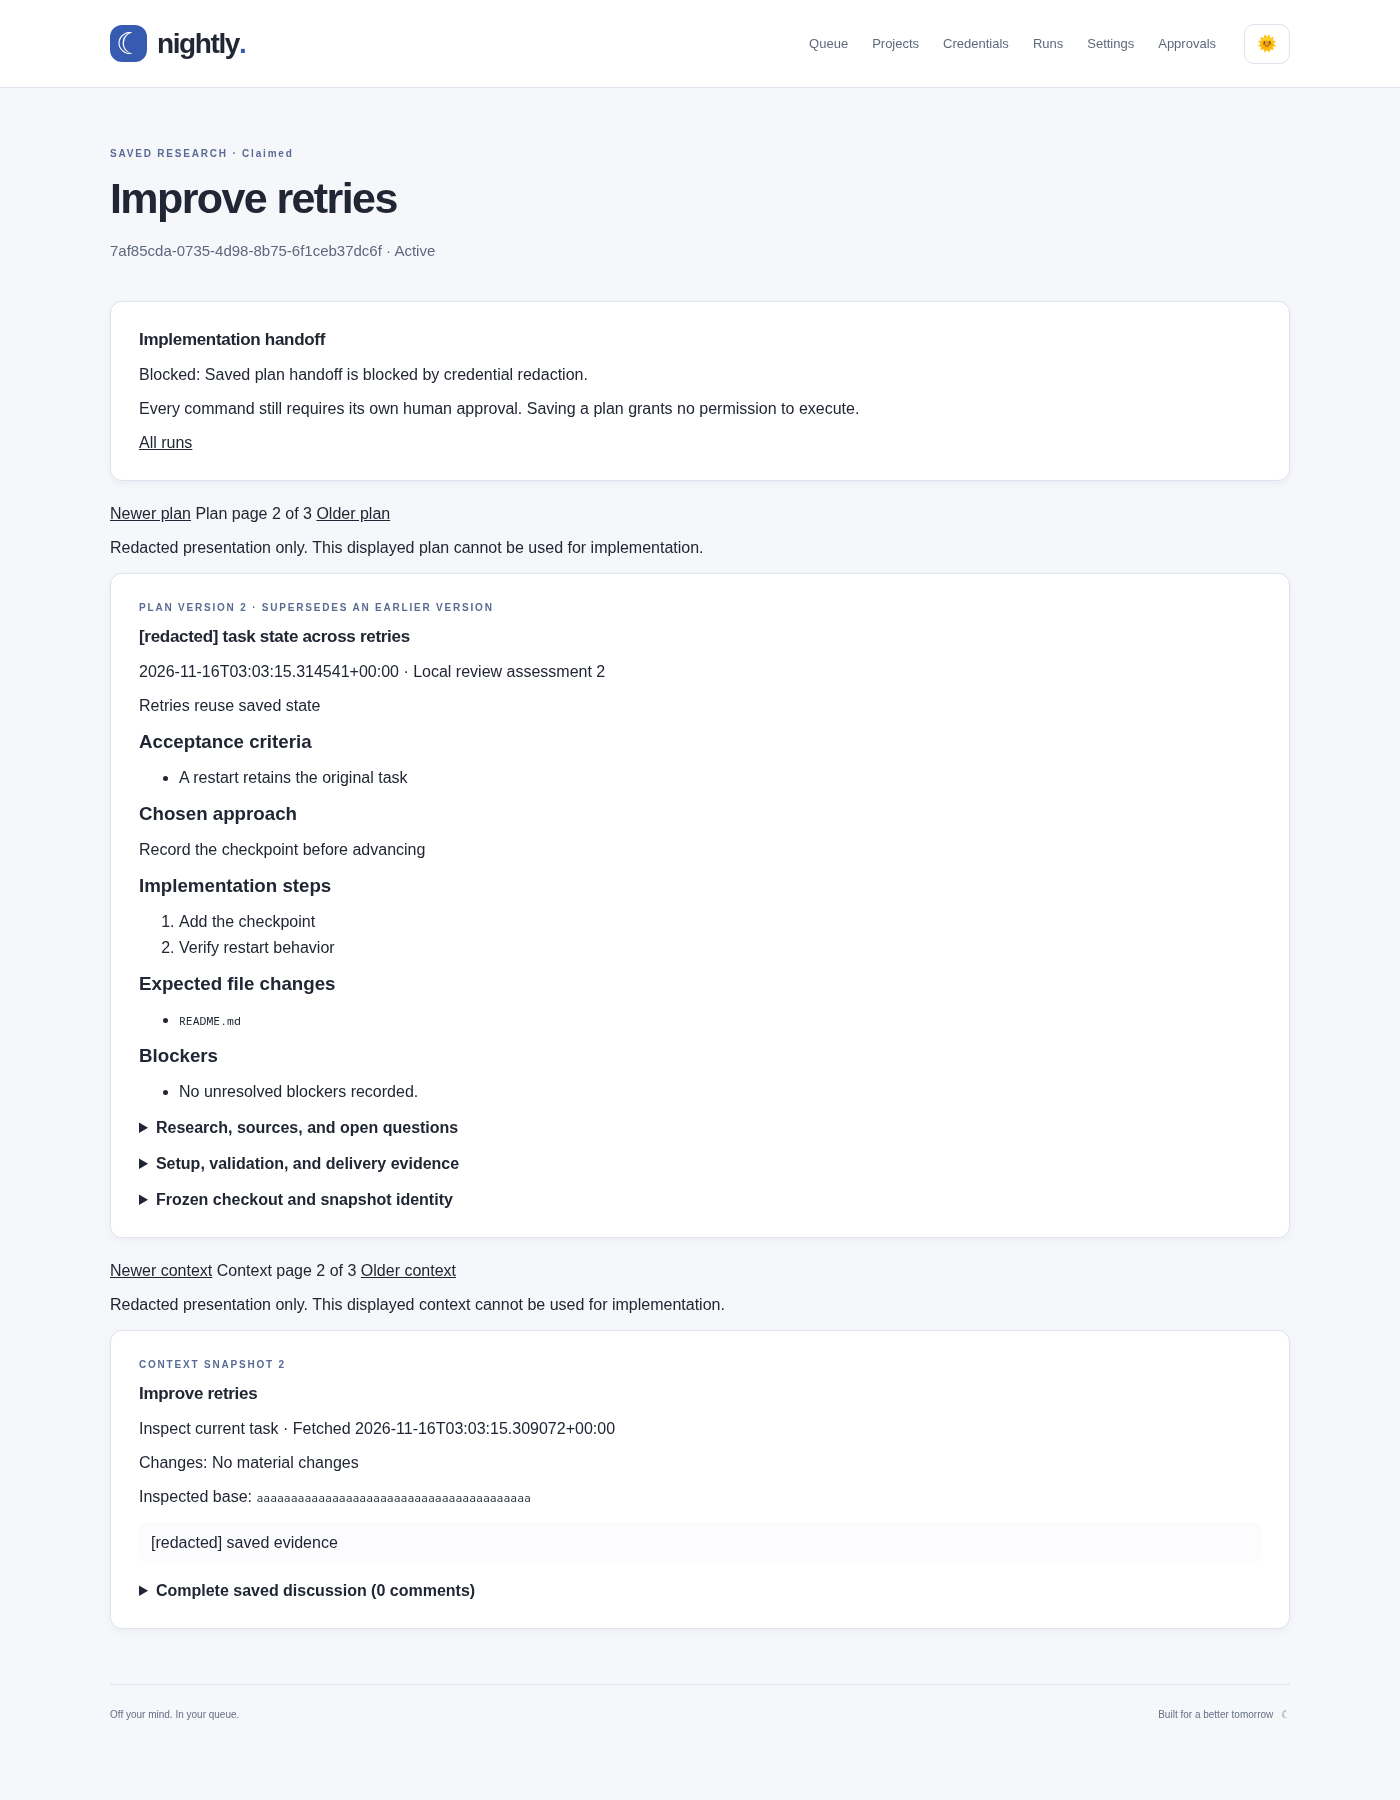 nightly.
Queue Projects Credentials Runs Settings Approvals
SAVED RESEARCH · Claimed
Improve retries
7af85cda-0735-4d98-8b75-6f1ceb37dc6f · Active
Implementation handoff
Blocked: Saved plan handoff is blocked by credential redaction.
Every command still requires its own human approval. Saving a plan grants no permission to execute.
All runs
Newer plan Plan page 2 of 3 Older plan
Redacted presentation only. This displayed plan cannot be used for implementation.
PLAN VERSION 2 · SUPERSEDES AN EARLIER VERSION
[redacted] task state across retries
2026-11-16T03:03:15.314541+00:00 · Local review assessment 2
Retries reuse saved state
Acceptance criteria
• A restart retains the original task
Chosen approach
Record the checkpoint before advancing
Implementation steps
1. Add the checkpoint
2. Verify restart behavior
Expected file changes
• README.md
Blockers
• No unresolved blockers recorded.
Research, sources, and open questions
Setup, validation, and delivery evidence
Frozen checkout and snapshot identity
Newer context Context page 2 of 3 Older context
Redacted presentation only. This displayed context cannot be used for implementation.
CONTEXT SNAPSHOT 2
Improve retries
Inspect current task · Fetched 2026-11-16T03:03:15.309072+00:00
Changes: No material changes
Inspected base: aaaaaaaaaaaaaaaaaaaaaaaaaaaaaaaaaaaaaaaa
[redacted] saved evidence
Complete saved discussion (0 comments)
Off your mind. In your queue.
Built for a better tomorrow ☾